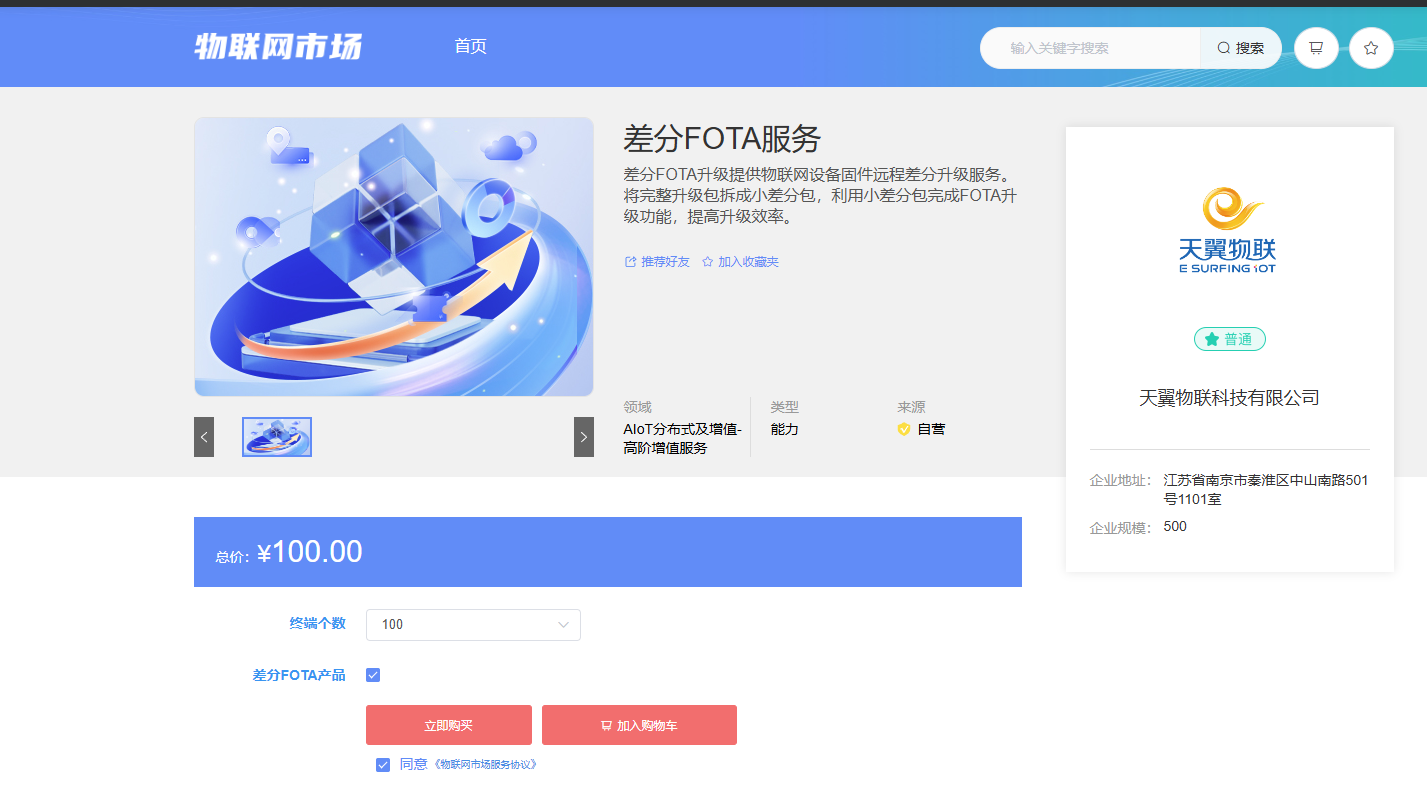 物联网市场
首页
输入关键字搜索
搜索
差分FOTA服务
差分FOTA升级提供物联网设备固件远程差分升级服务。
将完整升级包拆成小差分包，利用小差分包完成FOTA升
级功能，提高升级效率。
推荐好友
加入收藏夹
领域
类型
来源
AIoT分布式及增值-
高阶增值服务
能力
自营
天翼物联
E SURFING IOT
普通
天翼物联科技有限公司
企业地址：
江苏省南京市秦淮区中山南路501
号1101室
企业规模：
500
总价：¥100.00
终端个数
100
差分FOTA产品
立即购买
加入购物车
同意《物联网市场服务协议》